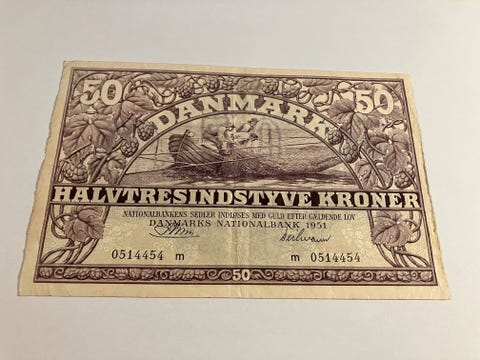 50 50
DANMARK
HALVTRESINDSTYVE KRONER
NATIONALBANKENS SEDLER INDLØSES MED GULD EFTER GÆLDENDE LOV
DANMARKS NATIONALBANK 1951
0514454 m m 0514454
50